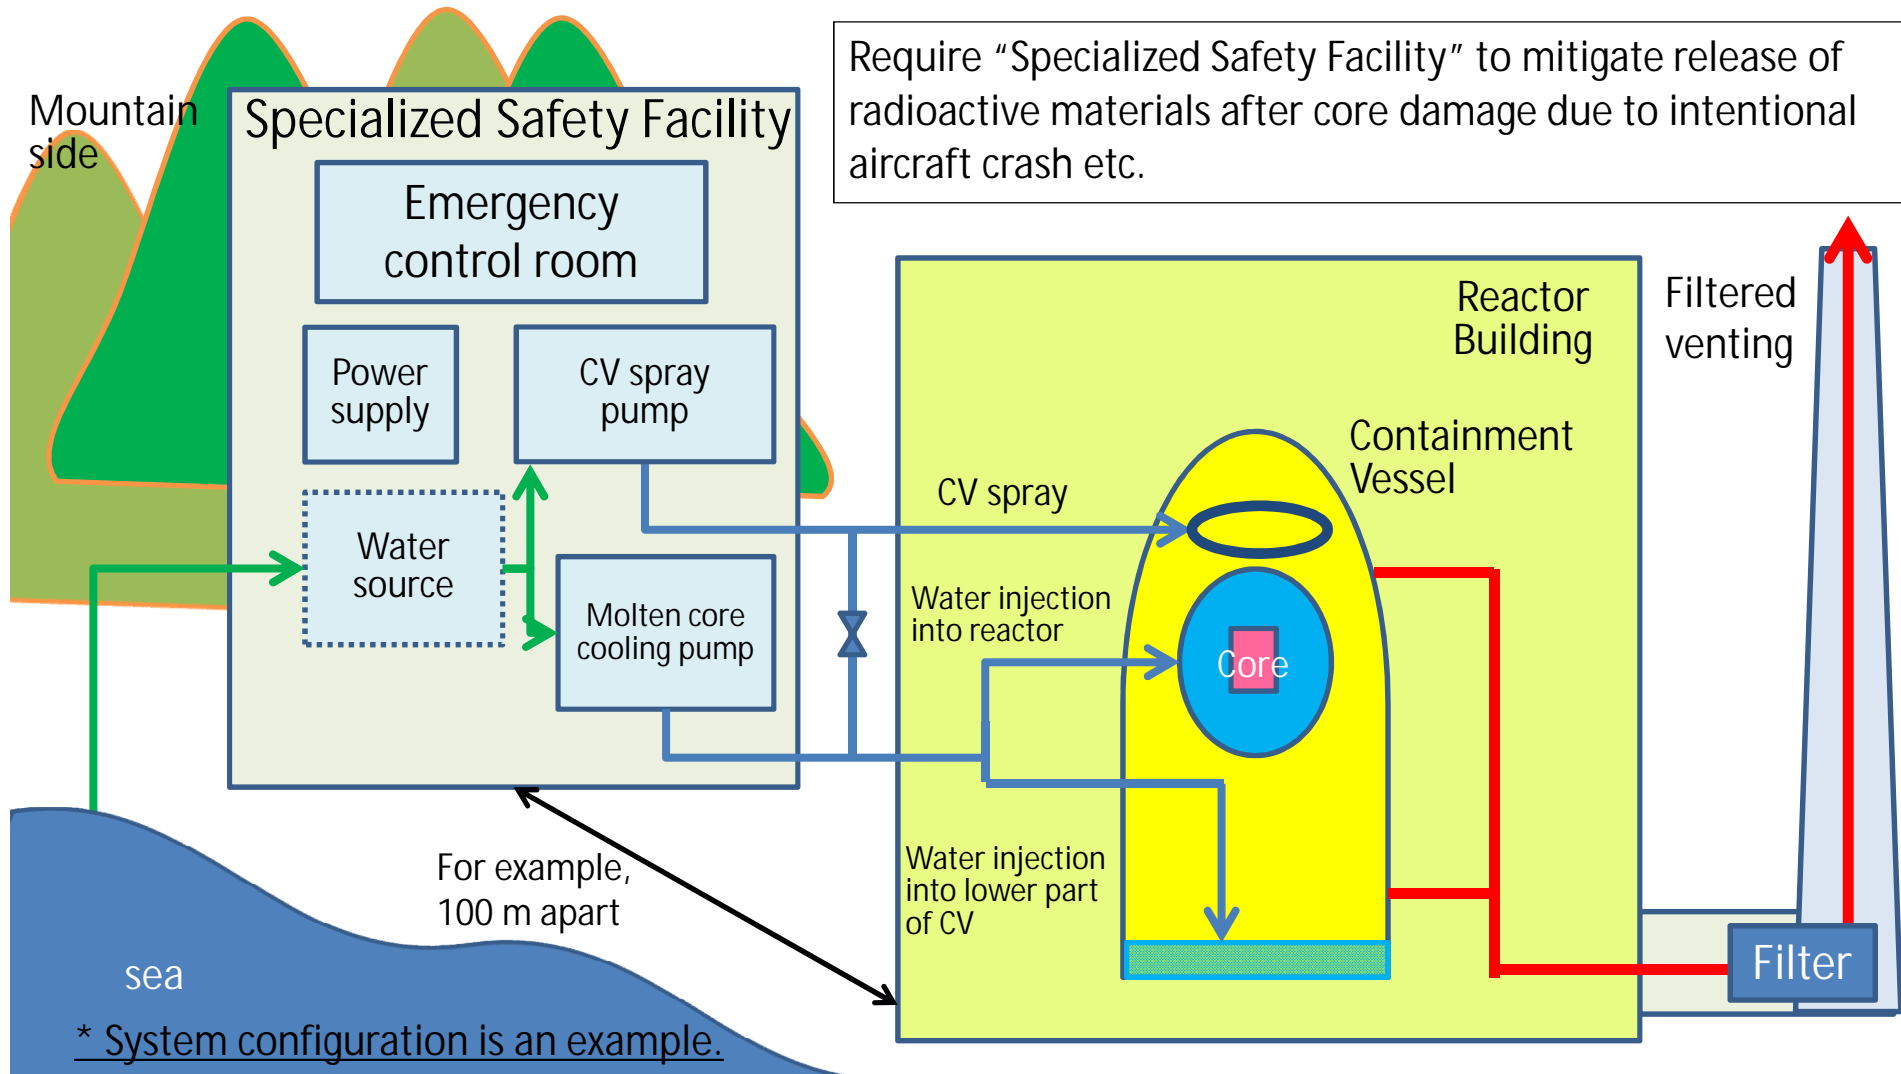 Require “Specialized Safety Facility” to mitigate release of
radioactive materials after core damage due to intentional
aircraft crash etc.
Mountain
side
Specialized Safety Facility
Emergency
control room
Power
supply
CV spray
pump
Water
source
Molten core
cooling pump
Reactor
Building
Filtered
venting
Containment
Vessel
CV spray
Water injection
into reactor
Core
Water injection
into lower part
of CV
For example,
100 m apart
Filter
sea
* System configuration is an example.